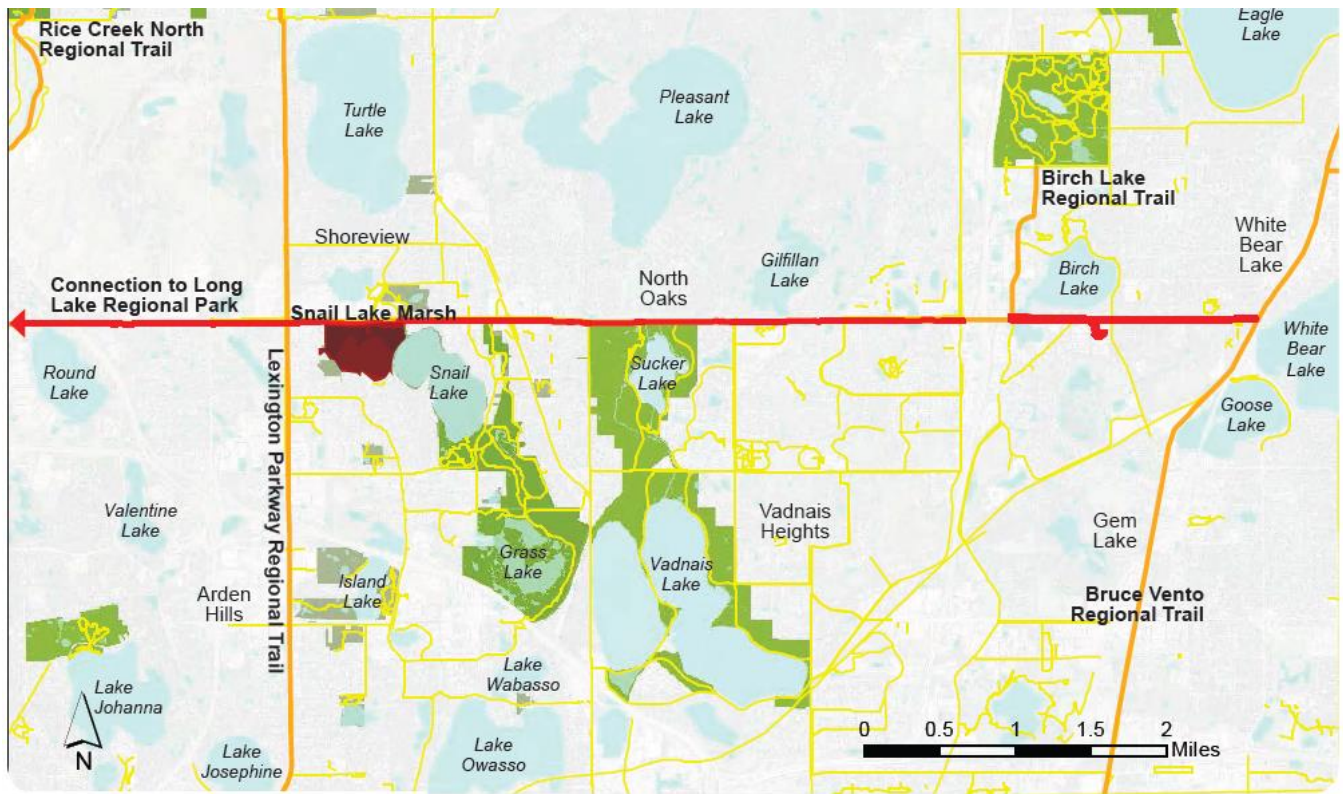 Rice Creek North
Regional Trail
Eagle
Lake
Turtle
Lake
Pleasant
Lake
Birch Lake
Regional Trail
Shoreview
White
Bear
Lake
Gilfillan
Lake
North
Oaks
Birch
Lake
Connection to Long
Lake Regional Park
Snail Lake Marsh
White
Bear
Lake
Round
Lake
Snail
Lake
Sucker
Lake
Goose
Lake
Lexington Parkway Regional Trail
Valentine
Lake
Vadnais
Heights
Gem
Lake
Grass
Lake
Vadnais
Lake
Island
Lake
Arden
Hills
Bruce Vento
Regional Trail
Lake
Wabasso
Lake
Johanna
N
Lake
Josephine
Lake
Owasso
0 0.5 1 1.5 2
Miles